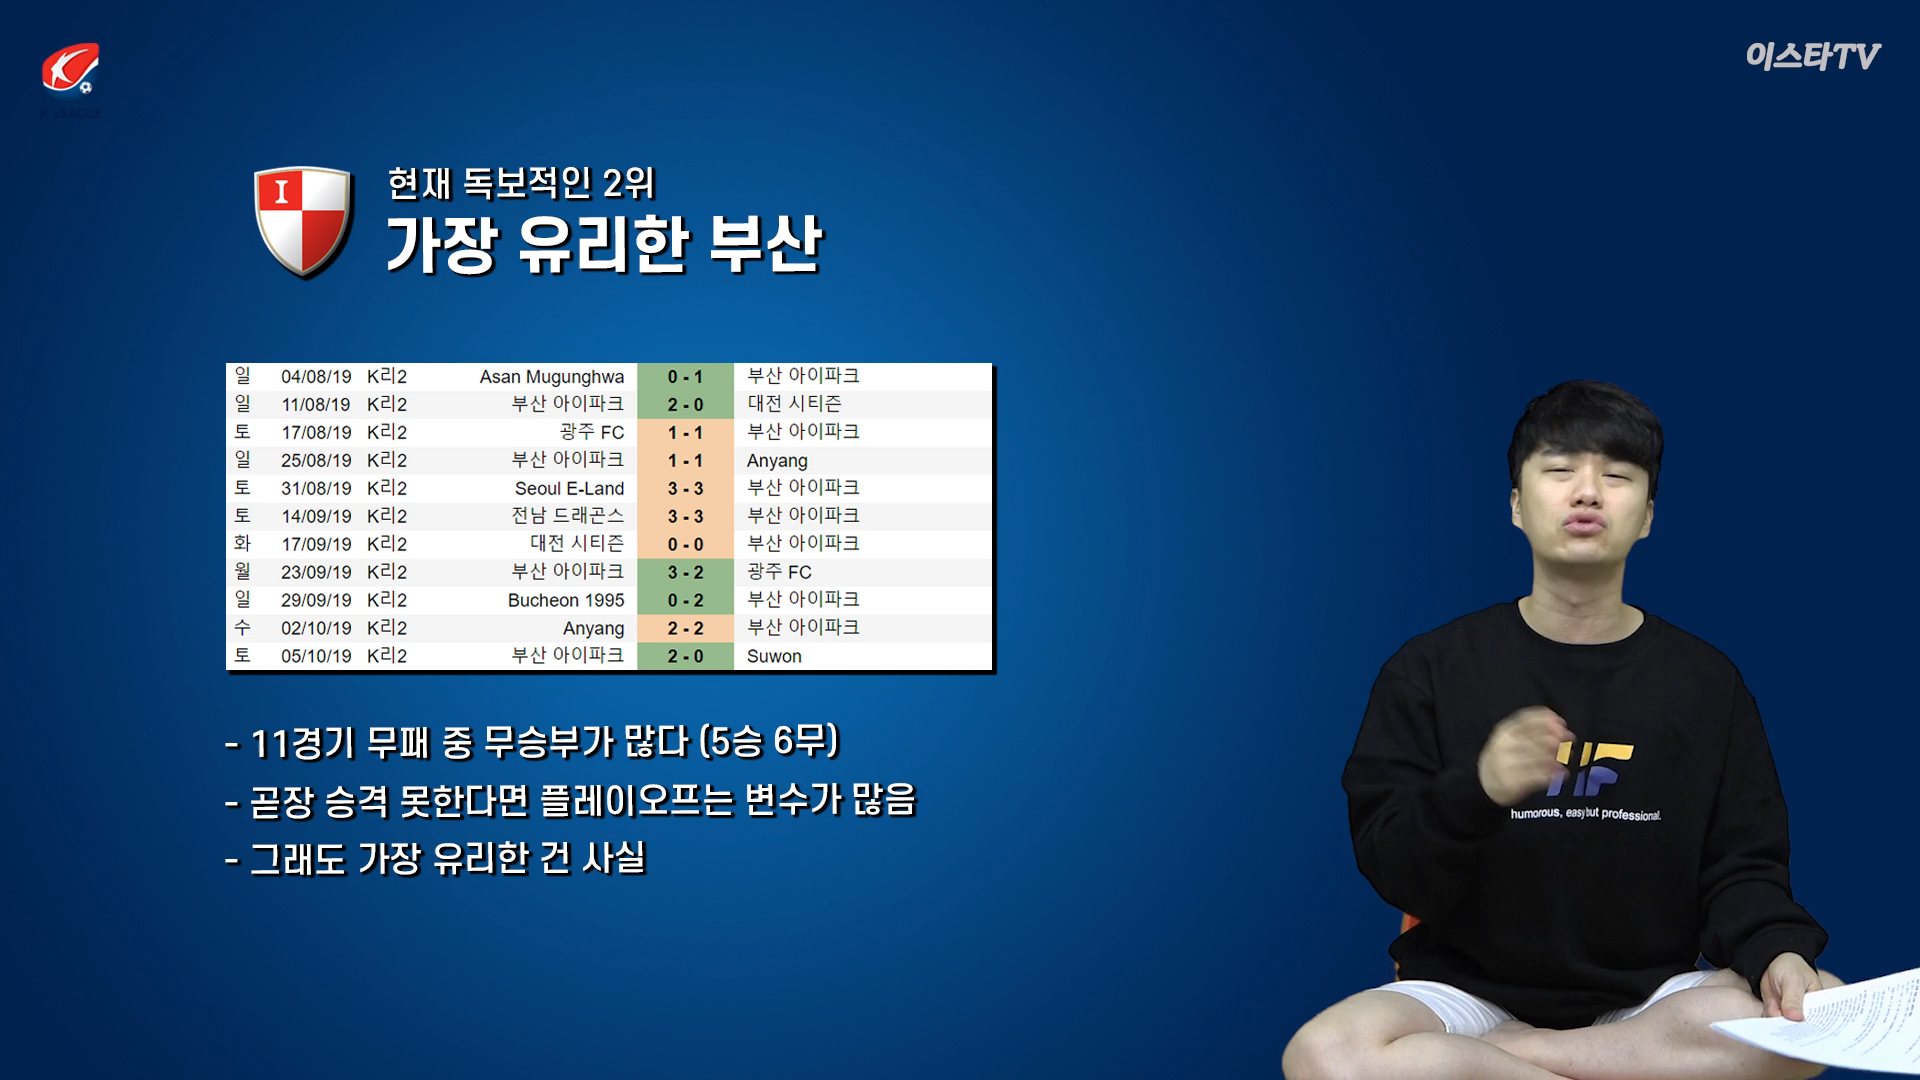 K LEAGUE
이스타TV
I
현재 독보적인 2위
가장 유리한 부산
일 04/08/19 K리2 Asan Mugunghwa 0 - 1 부산 아이파크
일 11/08/19 K리2 부산 아이파크 2 - 0 대전 시티즌
토 17/08/19 K리2 광주 FC 1 - 1 부산 아이파크
일 25/08/19 K리2 부산 아이파크 1 - 1 Anyang
토 31/08/19 K리2 Seoul E-Land 3 - 3 부산 아이파크
토 14/09/19 K리2 전남 드래곤스 3 - 3 부산 아이파크
화 17/09/19 K리2 대전 시티즌 0 - 0 부산 아이파크
월 23/09/19 K리2 부산 아이파크 3 - 2 광주 FC
일 29/09/19 K리2 Bucheon 1995 0 - 2 부산 아이파크
수 02/10/19 K리2 Anyang 2 - 2 부산 아이파크
토 05/10/19 K리2 부산 아이파크 2 - 0 Suwon
- 11경기 무패 중 무승부가 많다 (5승 6무)
- 곧장 승격 못한다면 플레이오프는 변수가 많음
- 그래도 가장 유리한 건 사실
humorous, easy but professional.